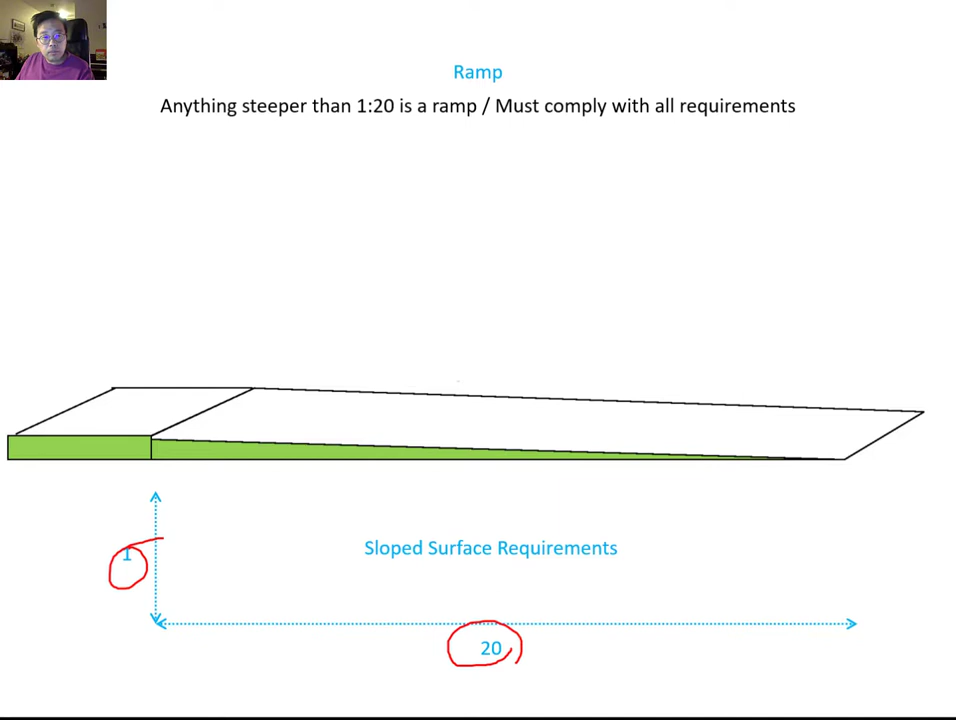 Ramp
Anything steeper than 1:20 is a ramp / Must comply with all requirements
1
Sloped Surface Requirements
20